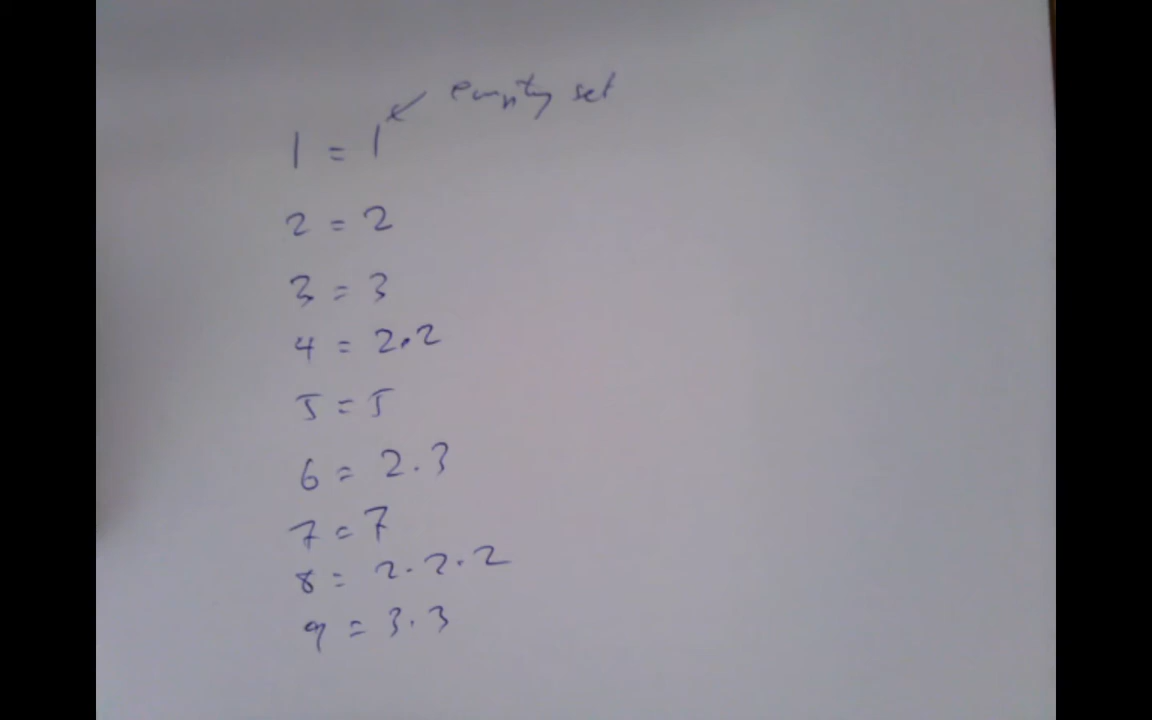 empty set
1 = 1
2 = 2
3 = 3
4 = 2·2
5 = 5
6 = 2·3
7 = 7
8 = 2·2·2
9 = 3·3